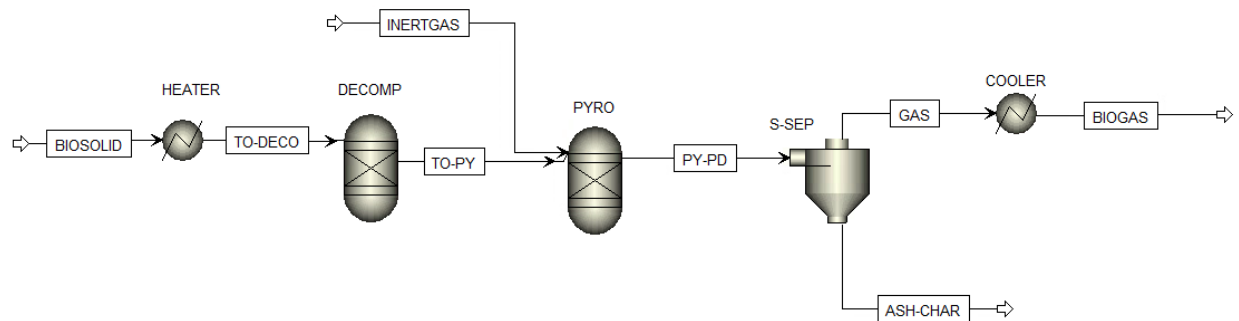 INERTGAS
HEATER
DECOMP
PYRO
S-SEP
COOLER
GAS
BIOGAS
BIOSOLID
TO-DECO
TO-PY
PY-PD
ASH-CHAR